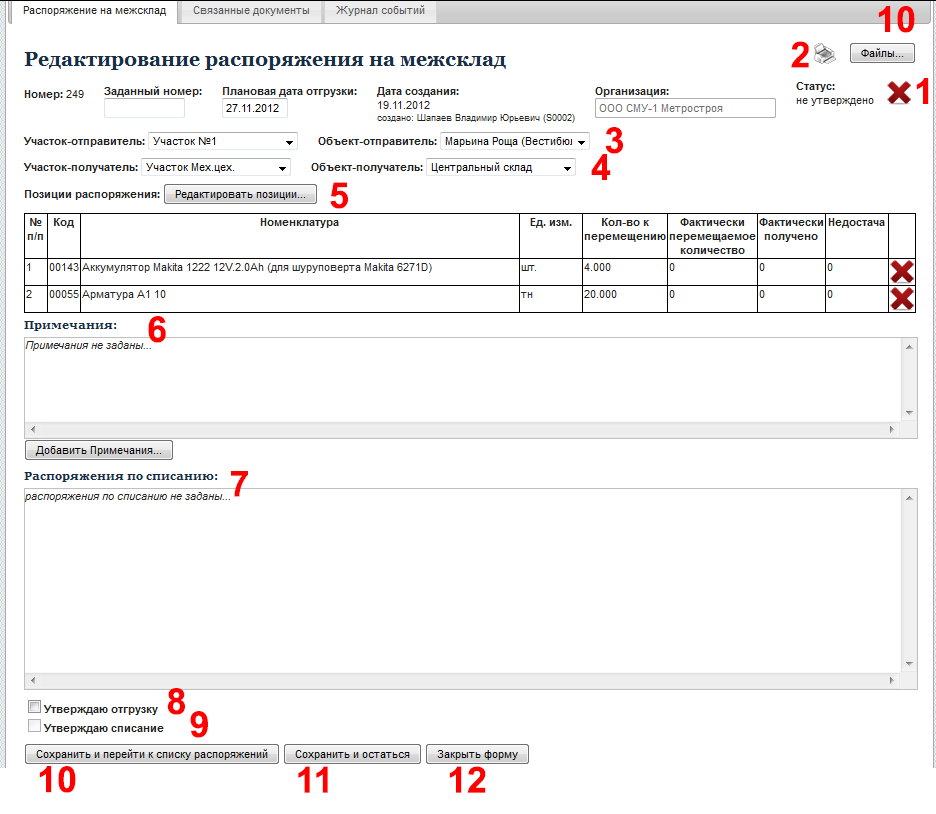 Распоряжение на межсклад Связанные документы Журнал событий
10
Редактирование распоряжения на межсклад
2 Файлы...
Номер: 249 Заданный номер: Плановая дата отгрузки: Дата создания: Организация: Статус:
27.11.2012 19.11.2012 ООО СМУ-1 Метростроя не утверждено 1
создано: Шапаев Владимир Юрьевич (S0002)
Участок-отправитель: Участок №1 Объект-отправитель: Марьина Роща (Вестибюл 3
Участок-получатель: Участок Мех.цех. Объект-получатель: Центральный склад 4
Позиции распоряжения: Редактировать позиции... 5
№ п/п Код Номенклатура Ед. изм. Кол-во к перемещению Фактически перемещаемое количество Фактически получено Недостача
1 00143 Аккумулятор Makita 1222 12V.2.0Ah (для шуруповерта Makita 6271D) шт. 4.000 0 0 0
2 00055 Арматура А1 10 тн 20.000 0 0 0
Примечания: 6
Примечания не заданы...
Добавить Примечания...
Распоряжения по списанию: 7
распоряжения по списанию не заданы...
Утверждаю отгрузку 8
Утверждаю списание 9
Сохранить и перейти к списку распоряжений Сохранить и остаться Закрыть форму
10 11 12